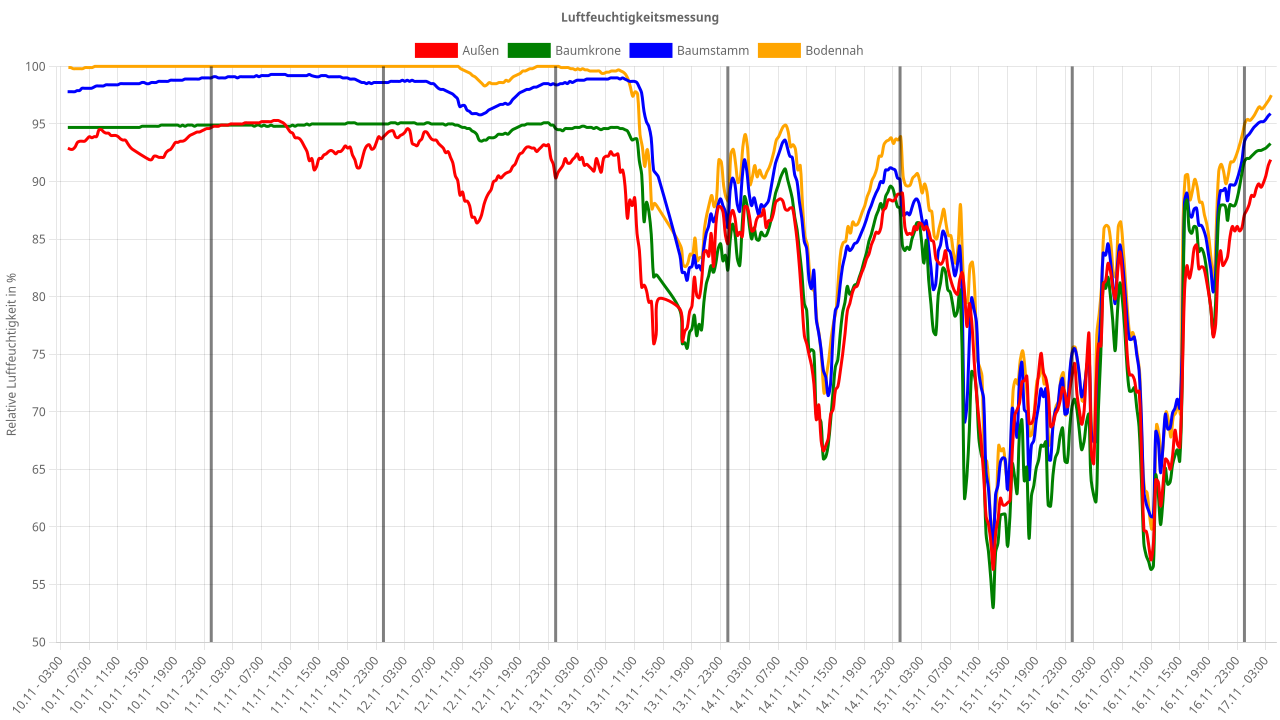 Luftfeuchtigkeitsmessung
Außen
Baumkrone
Baumstamm
Bodennah
Relative Luftfeuchtigkeit in %
100
95
90
85
80
75
70
65
60
55
50
10.11 - 03:00
10.11 - 07:00
10.11 - 11:00
10.11 - 15:00
10.11 - 19:00
10.11 - 23:00
11.11 - 03:00
11.11 - 07:00
11.11 - 11:00
11.11 - 15:00
11.11 - 19:00
11.11 - 23:00
12.11 - 03:00
12.11 - 07:00
12.11 - 11:00
12.11 - 15:00
12.11 - 19:00
12.11 - 23:00
13.11 - 03:00
13.11 - 07:00
13.11 - 11:00
13.11 - 15:00
13.11 - 19:00
13.11 - 23:00
14.11 - 03:00
14.11 - 07:00
14.11 - 11:00
14.11 - 15:00
14.11 - 19:00
14.11 - 23:00
15.11 - 03:00
15.11 - 07:00
15.11 - 11:00
15.11 - 15:00
15.11 - 19:00
15.11 - 23:00
16.11 - 03:00
16.11 - 07:00
16.11 - 11:00
16.11 - 15:00
16.11 - 19:00
16.11 - 23:00
17.11 - 03:00